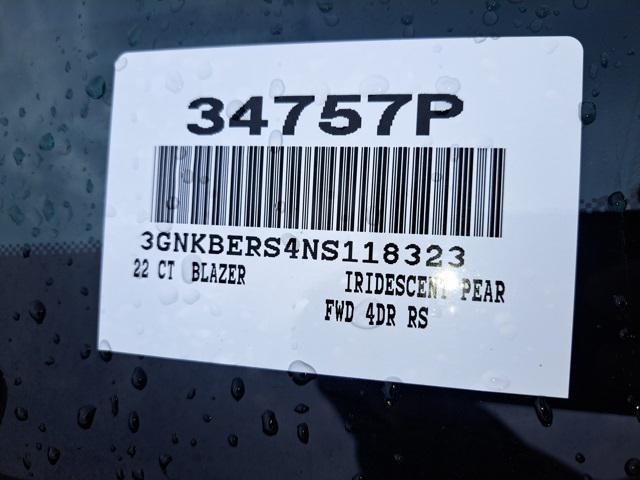 34757P
3GNKBERS4NS118323
22 CT BLAZER IRIDESCENT PEAR
FWD 4DR RS